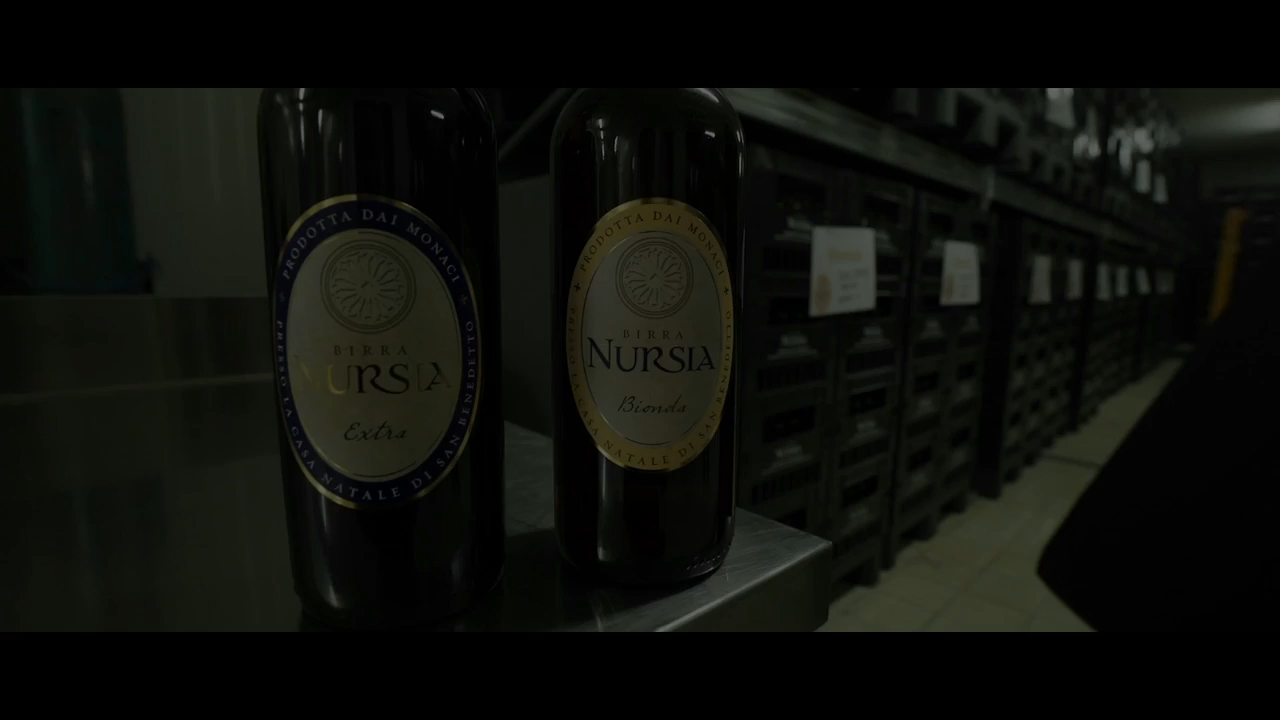 PRODOTTA DAI MONACI
PRESSO LA CASA NATALE DI SAN BENEDETTO
BIRRA
NURSIA
Extra
PRODOTTA DAI MONACI
PRESSO LA CASA NATALE DI SAN BENEDETTO
BIRRA
NURSIA
Bionda